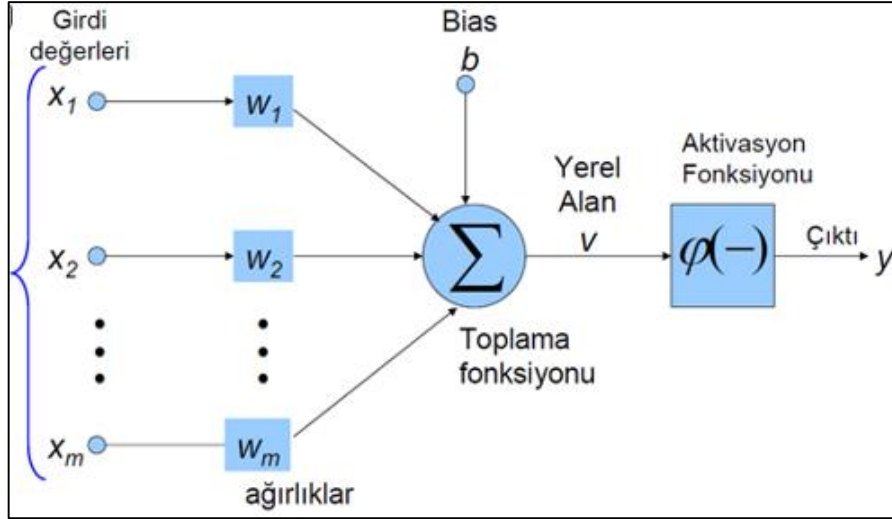 Girdi
değerleri
x1
w1
Bias
b
x2
w2
∑
Yerel
Alan
v
Aktivasyon
Fonksiyonu
φ(−)
Çıktı
y
Toplama
fonksiyonu
xm
wm
ağırlıklar